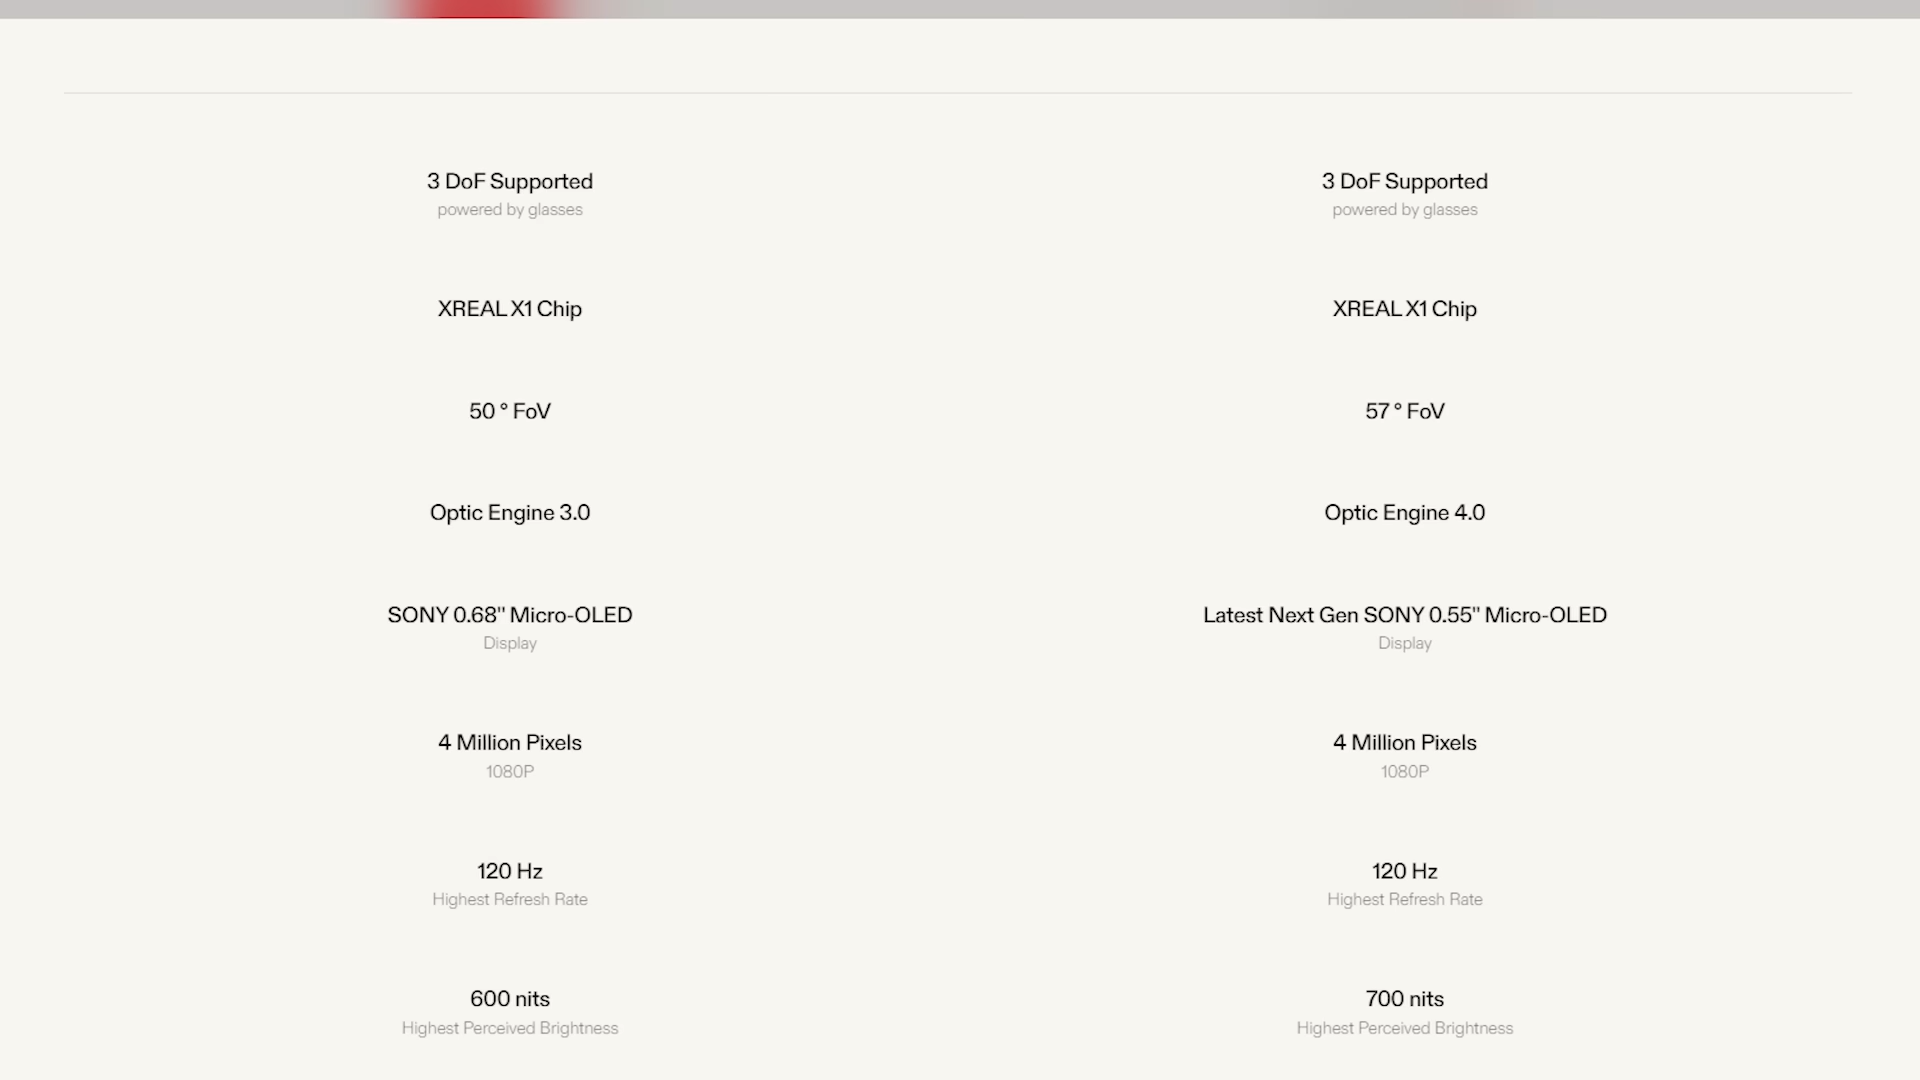 3 DoF Supported
powered by glasses
3 DoF Supported
powered by glasses
XREAL X1 Chip
XREAL X1 Chip
50 ° FoV
57 ° FoV
Optic Engine 3.0
Optic Engine 4.0
SONY 0.68" Micro-OLED
Display
Latest Next Gen SONY 0.55" Micro-OLED
Display
4 Million Pixels
1080P
4 Million Pixels
1080P
120 Hz
Highest Refresh Rate
120 Hz
Highest Refresh Rate
600 nits
Highest Perceived Brightness
700 nits
Highest Perceived Brightness